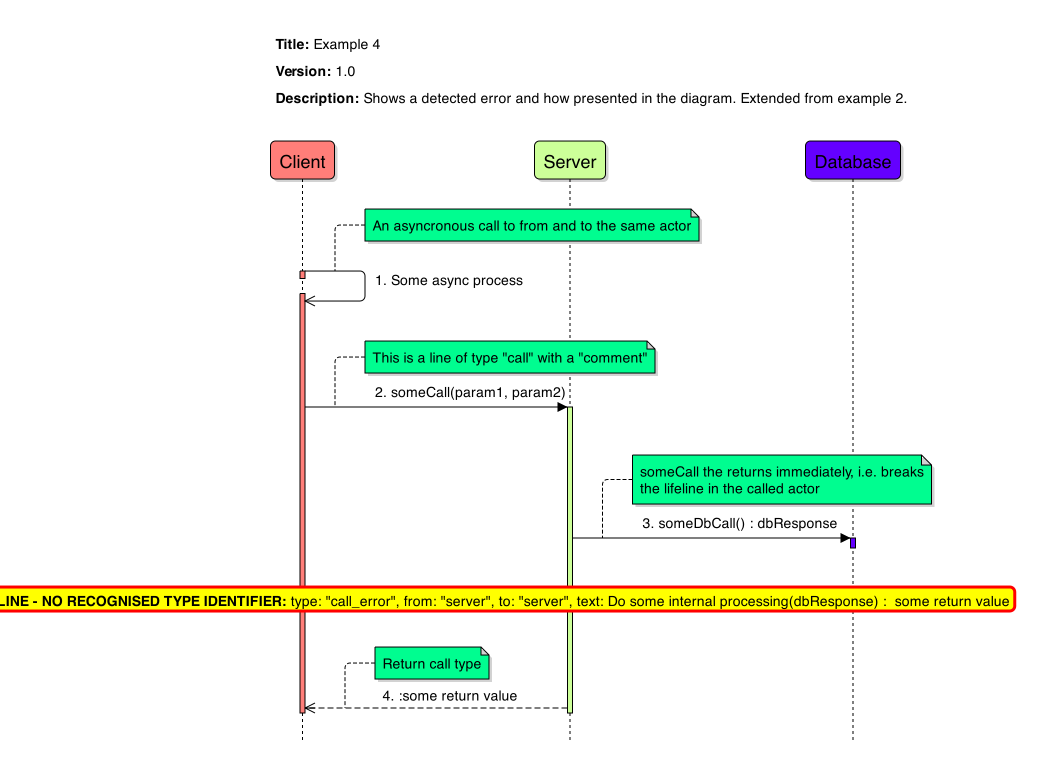 Title: Example 4
Version: 1.0
Description: Shows a detected error and how presented in the diagram. Extended from example 2.
Client
Server
Database
An asyncronous call to from and to the same actor
1. Some async process
This is a line of type "call" with a "comment"
2. someCall(param1, param2)
someCall the returns immediately, i.e. breaks
the lifeline in the called actor
3. someDbCall() : dbResponse
LINE - NO RECOGNISED TYPE IDENTIFIER: type: "call_error", from: "server", to: "server", text: Do some internal processing(dbResponse) :  some return value
Return call type
4. :some return value